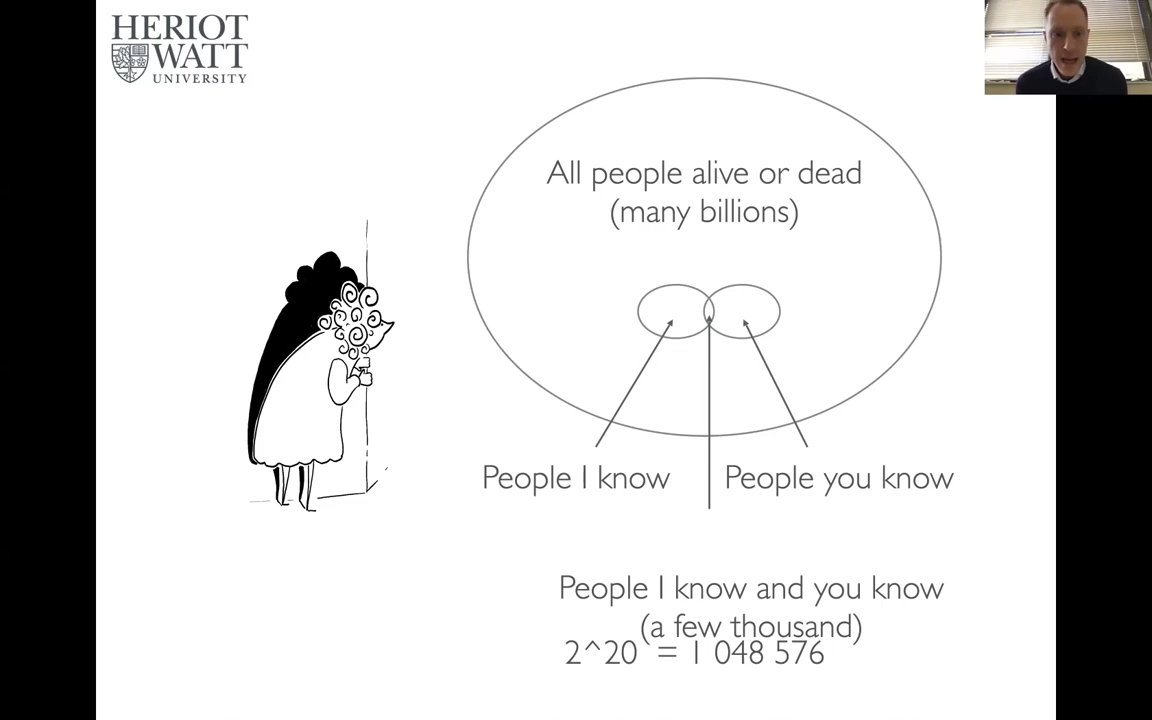 HERIOT
WATT
UNIVERSITY
All people alive or dead
(many billions)
People I know
People you know
People I know and you know
(a few thousand)
2^20 = 1 048 576